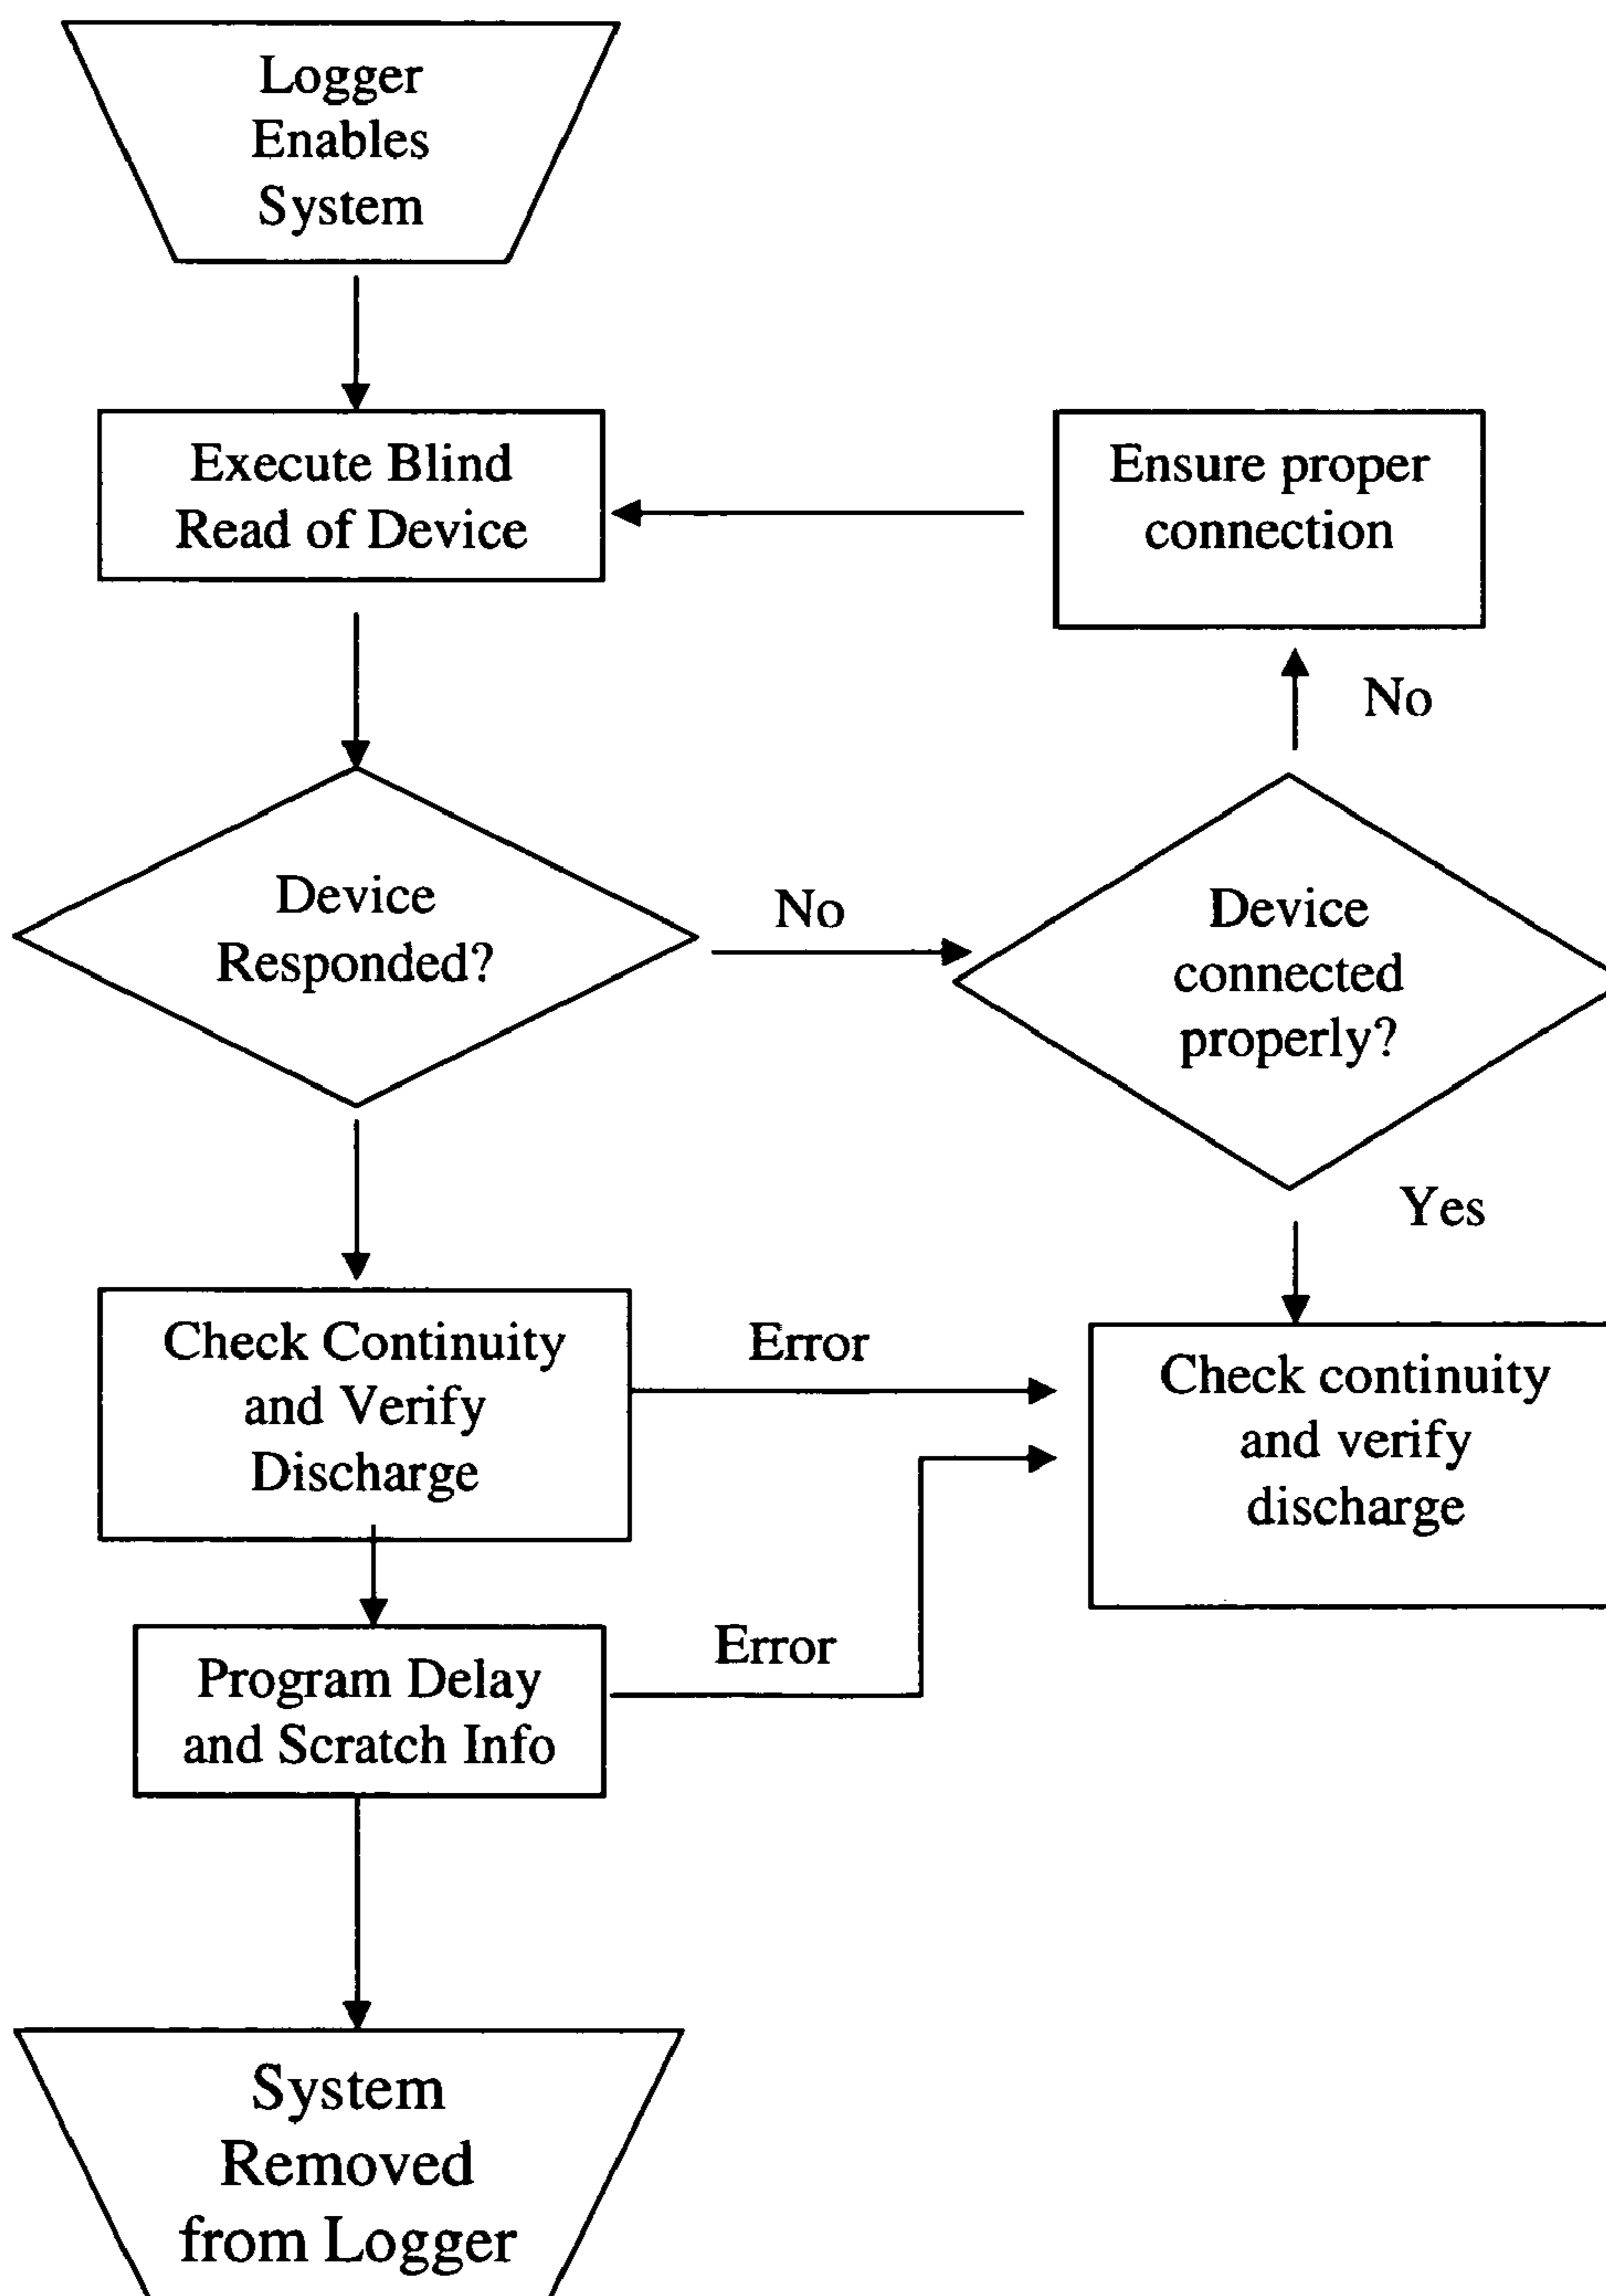 Logger
Enables
System
Execute Blind
Read of Device
Ensure proper
connection
No
Device
Responded?
No
Device
connected
properly?
Yes
Check Continuity
and Verify
Discharge
Error
Check continuity
and verify
discharge
Program Delay
and Scratch Info
Error
System
Removed
from Logger